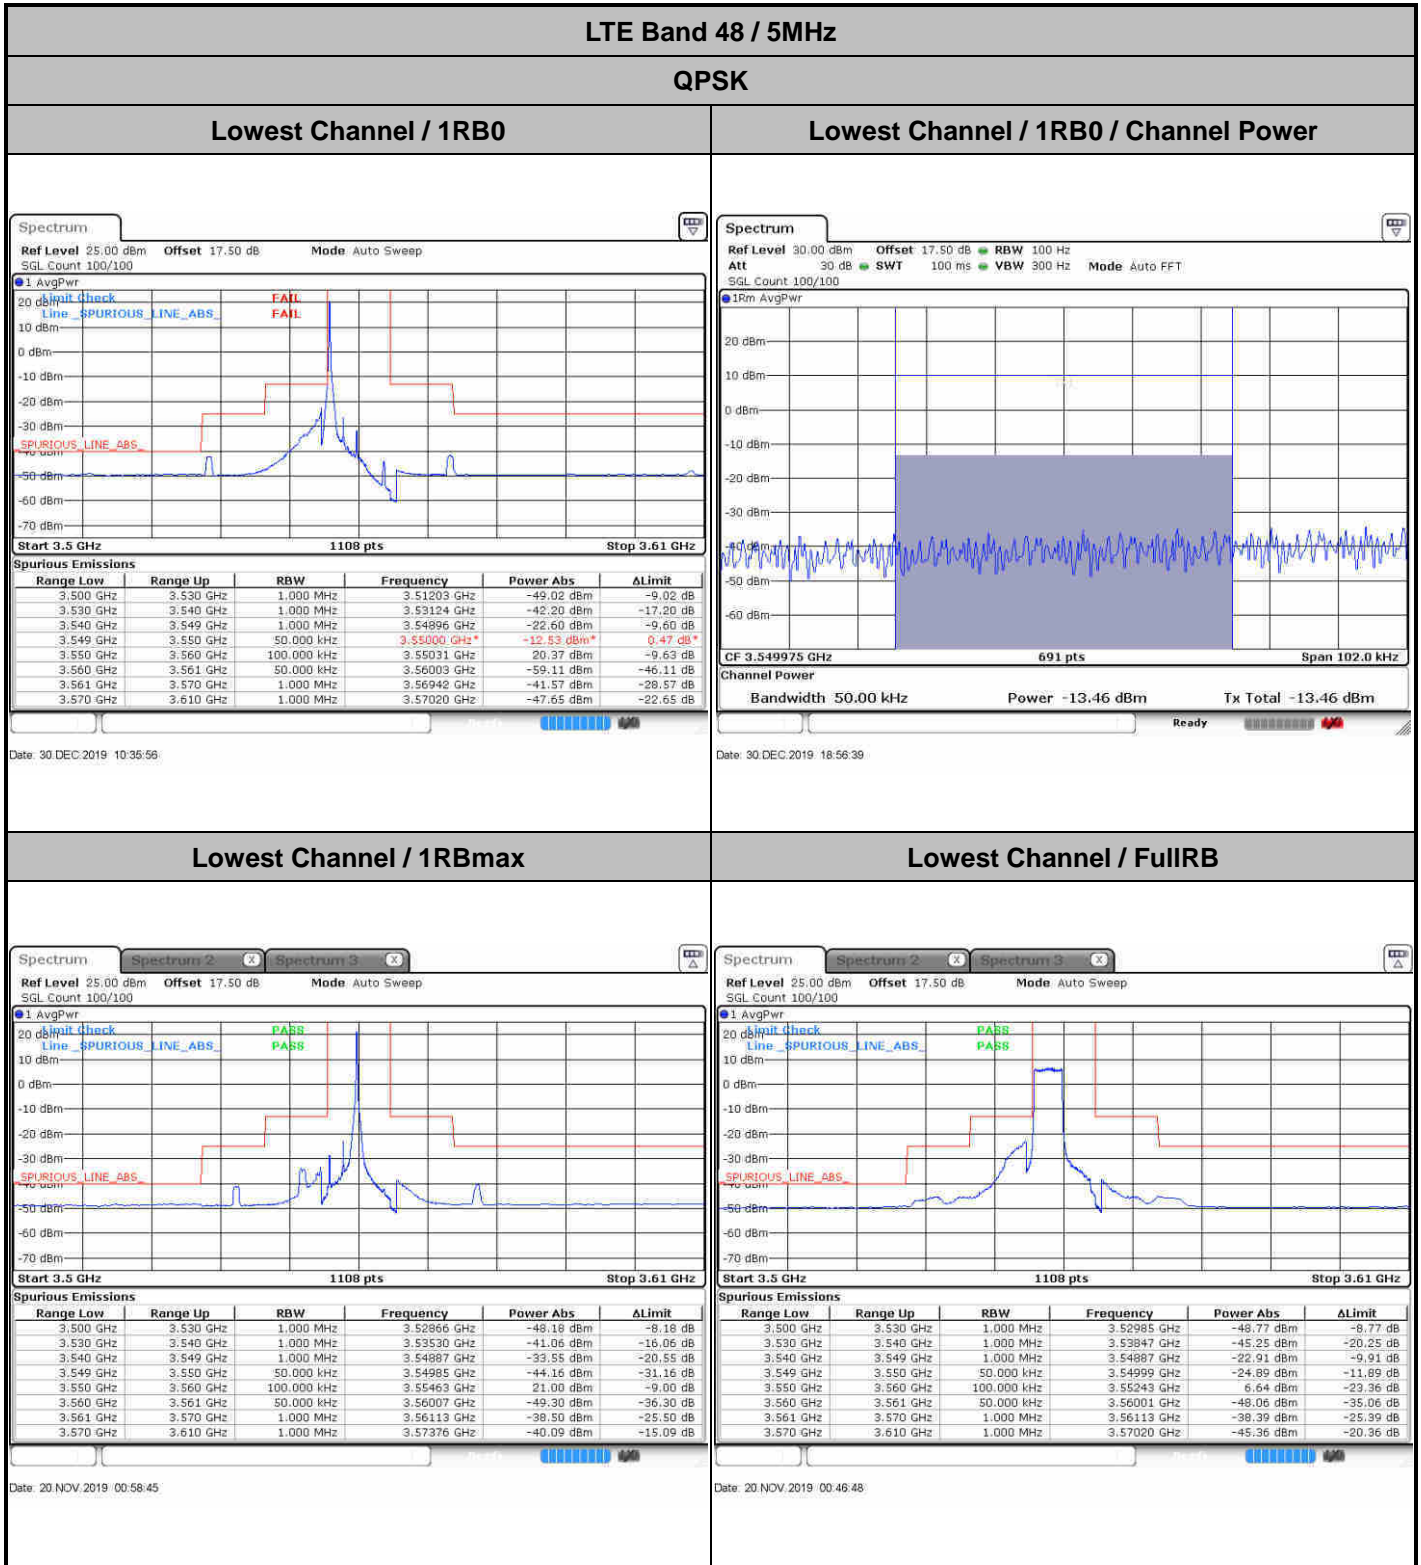 LTE Band 48 / 5MHz
QPSK
Lowest Channel / 1RB0
Spectrum
Ref Level 25.00 dBm Offset 17.50 dB Mode Auto Sweep
SGL Count 100/100
1 AvgPwr
Limit Check FAIL
Line _SPURIOUS_LINE_ABS_ FAIL
20 dBm
10 dBm
0 dBm
-10 dBm
-20 dBm
-30 dBm
_SPURIOUS_LINE_ABS_
-40 dBm
-50 dBm
-60 dBm
-70 dBm
Start 3.5 GHz 1108 pts Stop 3.61 GHz
Spurious Emissions
Range Low Range Up RBW Frequency Power Abs ΔLimit
3.500 GHz 3.530 GHz 1.000 MHz 3.51203 GHz -49.02 dBm -9.02 dB
3.530 GHz 3.540 GHz 1.000 MHz 3.53124 GHz -42.20 dBm -17.20 dB
3.540 GHz 3.549 GHz 1.000 MHz 3.54896 GHz -22.60 dBm -9.60 dB
3.549 GHz 3.550 GHz 50.000 kHz 3.55000 GHz* -12.53 dBm* 0.47 dB*
3.550 GHz 3.560 GHz 100.000 kHz 3.55031 GHz 20.37 dBm -9.63 dB
3.560 GHz 3.561 GHz 50.000 kHz 3.56003 GHz -59.11 dBm -46.11 dB
3.561 GHz 3.570 GHz 1.000 MHz 3.56942 GHz -41.57 dBm -28.57 dB
3.570 GHz 3.610 GHz 1.000 MHz 3.57020 GHz -47.65 dBm -22.65 dB
Date: 30.DEC.2019 10:35:56
Lowest Channel / 1RB0 / Channel Power
Spectrum
Ref Level 30.00 dBm Offset 17.50 dB RBW 100 Hz
Att 30 dB SWT 100 ms VBW 300 Hz Mode Auto FFT
SGL Count 100/100
1Rm AvgPwr
20 dBm
10 dBm
0 dBm
-10 dBm
-20 dBm
-30 dBm
-40 dBm
-50 dBm
-60 dBm
CF 3.549975 GHz 691 pts Span 102.0 kHz
Channel Power
Bandwidth 50.00 kHz Power -13.46 dBm Tx Total -13.46 dBm
Ready
Date: 30.DEC.2019 18:56:39
Lowest Channel / 1RBmax
Spectrum Spectrum 2 X Spectrum 3 X
Ref Level 25.00 dBm Offset 17.50 dB Mode Auto Sweep
SGL Count 100/100
1 AvgPwr
Limit Check PASS
Line _SPURIOUS_LINE_ABS_ PASS
20 dBm
10 dBm
0 dBm
-10 dBm
-20 dBm
-30 dBm
_SPURIOUS_LINE_ABS_
-40 dBm
-50 dBm
-60 dBm
-70 dBm
Start 3.5 GHz 1108 pts Stop 3.61 GHz
Spurious Emissions
Range Low Range Up RBW Frequency Power Abs ΔLimit
3.500 GHz 3.530 GHz 1.000 MHz 3.52866 GHz -48.18 dBm -8.18 dB
3.530 GHz 3.540 GHz 1.000 MHz 3.53530 GHz -41.06 dBm -16.06 dB
3.540 GHz 3.549 GHz 1.000 MHz 3.54887 GHz -33.55 dBm -20.55 dB
3.549 GHz 3.550 GHz 50.000 kHz 3.54985 GHz -44.16 dBm -31.16 dB
3.550 GHz 3.560 GHz 100.000 kHz 3.55463 GHz 21.00 dBm -9.00 dB
3.560 GHz 3.561 GHz 50.000 kHz 3.56007 GHz -49.30 dBm -36.30 dB
3.561 GHz 3.570 GHz 1.000 MHz 3.56113 GHz -38.50 dBm -25.50 dB
3.570 GHz 3.610 GHz 1.000 MHz 3.57376 GHz -40.09 dBm -15.09 dB
Date: 20.NOV.2019 00:58:45
Lowest Channel / FullRB
Spectrum Spectrum 2 X Spectrum 3 X
Ref Level 25.00 dBm Offset 17.50 dB Mode Auto Sweep
SGL Count 100/100
1 AvgPwr
Limit Check PASS
Line _SPURIOUS_LINE_ABS_ PASS
20 dBm
10 dBm
0 dBm
-10 dBm
-20 dBm
-30 dBm
_SPURIOUS_LINE_ABS_
-40 dBm
-50 dBm
-60 dBm
-70 dBm
Start 3.5 GHz 1108 pts Stop 3.61 GHz
Spurious Emissions
Range Low Range Up RBW Frequency Power Abs ΔLimit
3.500 GHz 3.530 GHz 1.000 MHz 3.52985 GHz -48.77 dBm -8.77 dB
3.530 GHz 3.540 GHz 1.000 MHz 3.53847 GHz -45.25 dBm -20.25 dB
3.540 GHz 3.549 GHz 1.000 MHz 3.54887 GHz -22.91 dBm -9.91 dB
3.549 GHz 3.550 GHz 50.000 kHz 3.54999 GHz -24.89 dBm -11.89 dB
3.550 GHz 3.560 GHz 100.000 kHz 3.55243 GHz 6.64 dBm -23.36 dB
3.560 GHz 3.561 GHz 50.000 kHz 3.56001 GHz -48.06 dBm -35.06 dB
3.561 GHz 3.570 GHz 1.000 MHz 3.56113 GHz -38.39 dBm -25.39 dB
3.570 GHz 3.610 GHz 1.000 MHz 3.57020 GHz -45.36 dBm -20.36 dB
Date: 20.NOV.2019 00:46:48